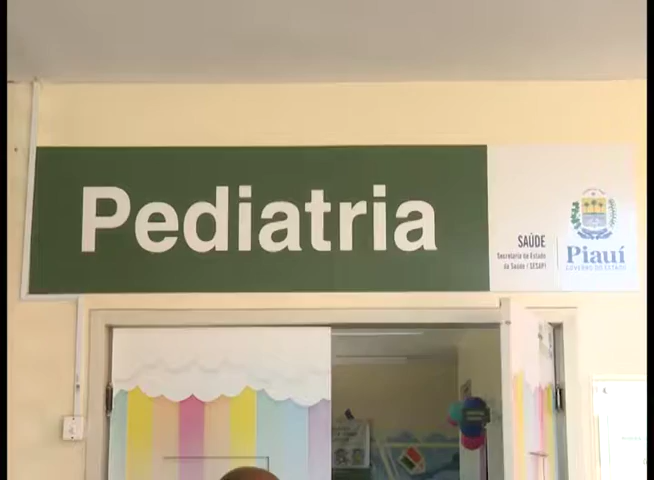 Pediatria
SAÚDE
Secretaria de Estado
da Saúde | SESAPI
Piauí
GOVERNO DO ESTADO